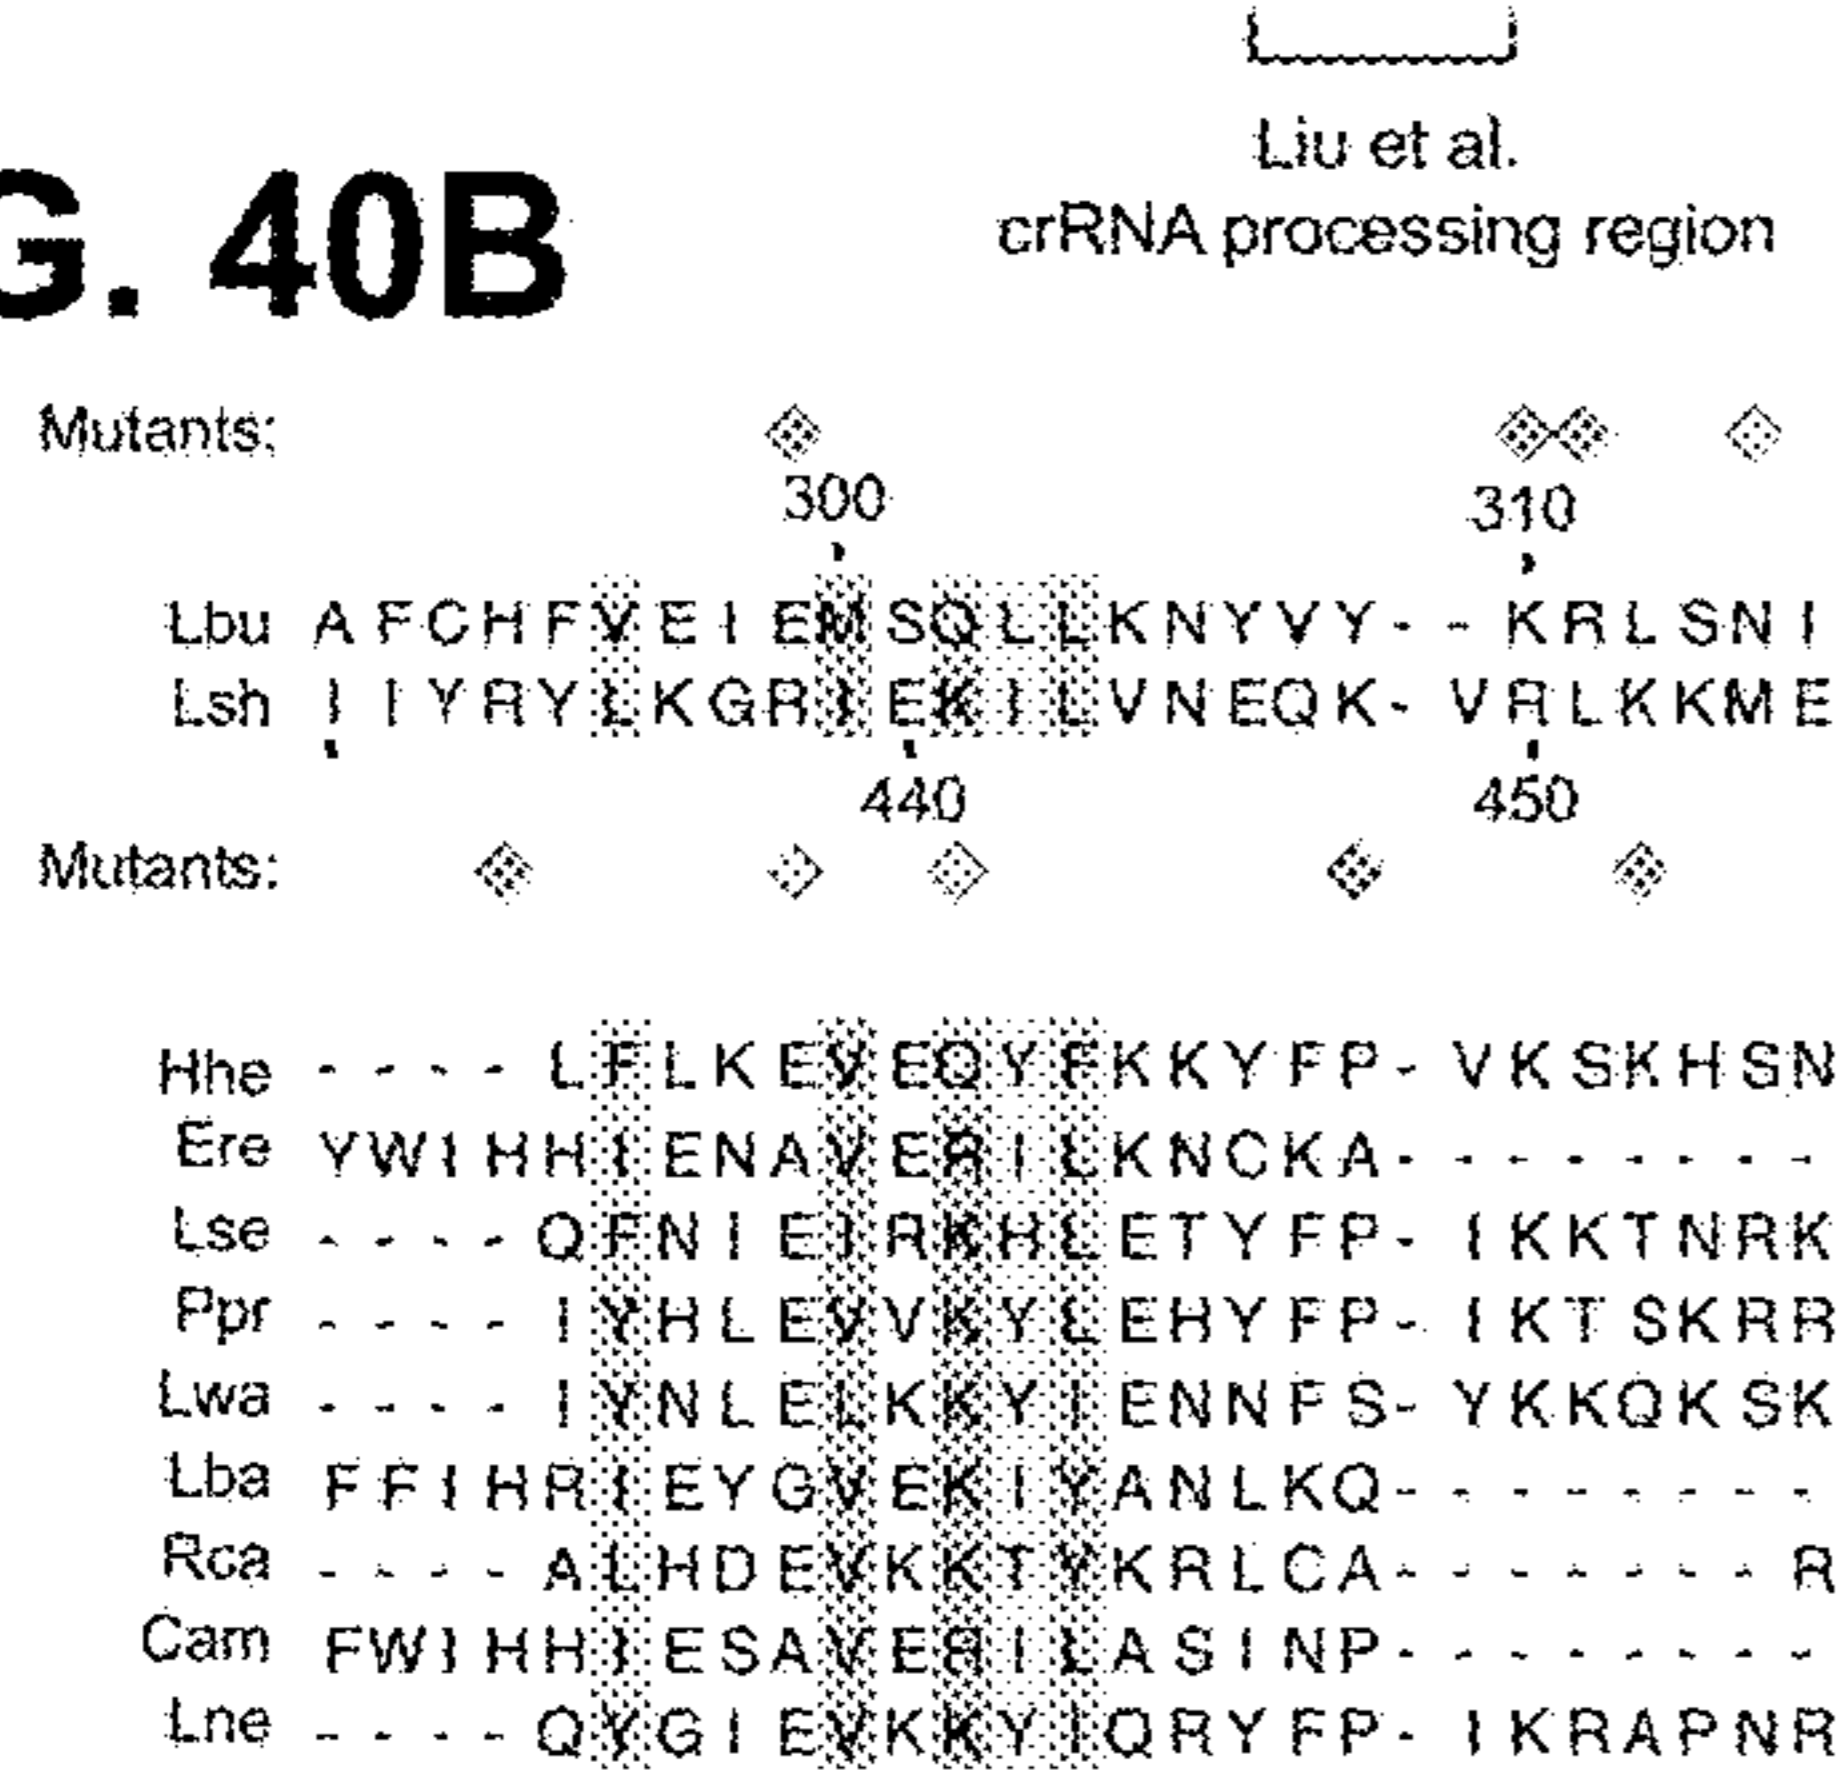 Liu et al.
crRNA processing region
G. 40B
Mutants:
300 310
Lbu A F C H F V E I E M S Q L L K N Y V Y - - K R L S N I
Lsh I I Y R Y L K G R I E K I L V N E Q K - V R L K K M E
440 450
Mutants:
Hhe - - - - L F L K E V E Q Y F K K Y F P - V K S K H S N
Ere Y W I H H I E N A V E R I L K N C K A - - - - - - - -
Lse - - - - Q F N I E I R K H L E T Y F P - I K K T N R K
Ppr - - - - I Y H L E V V K Y L E H Y F P - I K T S K R R
Lwa - - - - I Y N L E L K K Y I E N N F S - Y K K Q K S K
Lba F F I H R I E Y G V E K I Y A N L K Q - - - - - - - -
Rca - - - - A L H D E V K K T Y K R L C A - - - - - - - R
Cam F W I H H I E S A V E R I L A S I N P - - - - - - - -
Lne - - - - Q Y G I E V K K Y I Q R Y F P - I K R A P N R